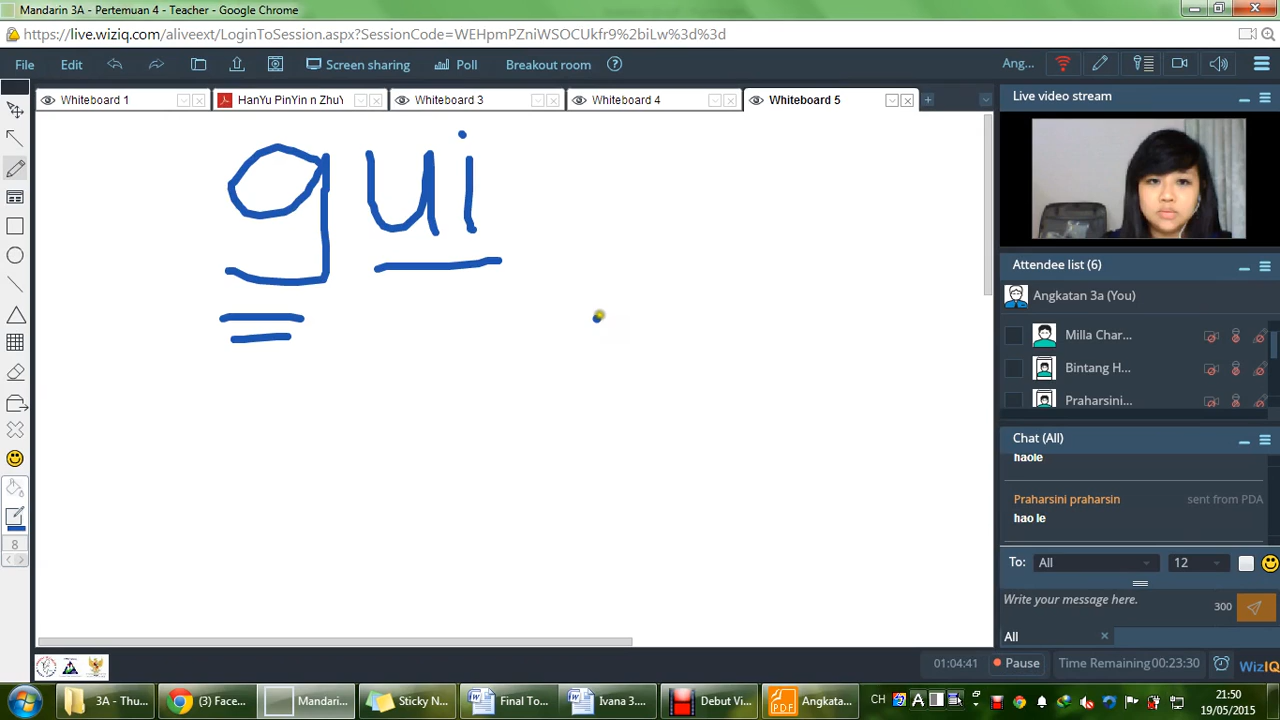 Mandarin 3A - Pertemuan 4 - Teacher - Google Chrome
https://live.wiziq.com/aliveext/LoginToSession.aspx?SessionCode=WEHpmPZniWSOCUkfr9%2biLw%3d%3d
File Edit Screen sharing Poll Breakout room ? Ang...
Whiteboard 1 HanYu PinYin n ZhuY Whiteboard 3 Whiteboard 4 Whiteboard 5 +
gui
Live video stream
Attendee list (6)
Angkatan 3a (You)
Milla Char...
Bintang H...
Praharsini...
Chat (All)
haole
Praharsini praharsin sent from PDA
hao le
To: All 12
Write your message here. 300
All
8
01:04:41 Pause Time Remaining 00:23:30 WizIQ
3A - Thu... (3) Face... Mandari... Sticky N... Final To... Ivana 3.... Debut Vi... Angkata... CH 21:50
19/05/2015